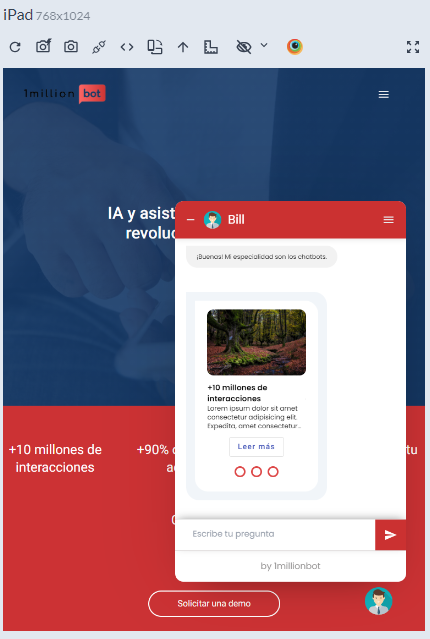 iPad 768x1024
1million bot
IA y asist
revoluc
Bill
¡Buenas! Mi especialidad son los chatbots.
+10 millones de
interacciones
Lorem ipsum dolor sit amet
consectetur adipisicing elit.
Expedita, amet consectetur...
Leer más
+10 millones de
interacciones
+90% d
tu
Escribe tu pregunta
by 1millionbot
Solicitar una demo